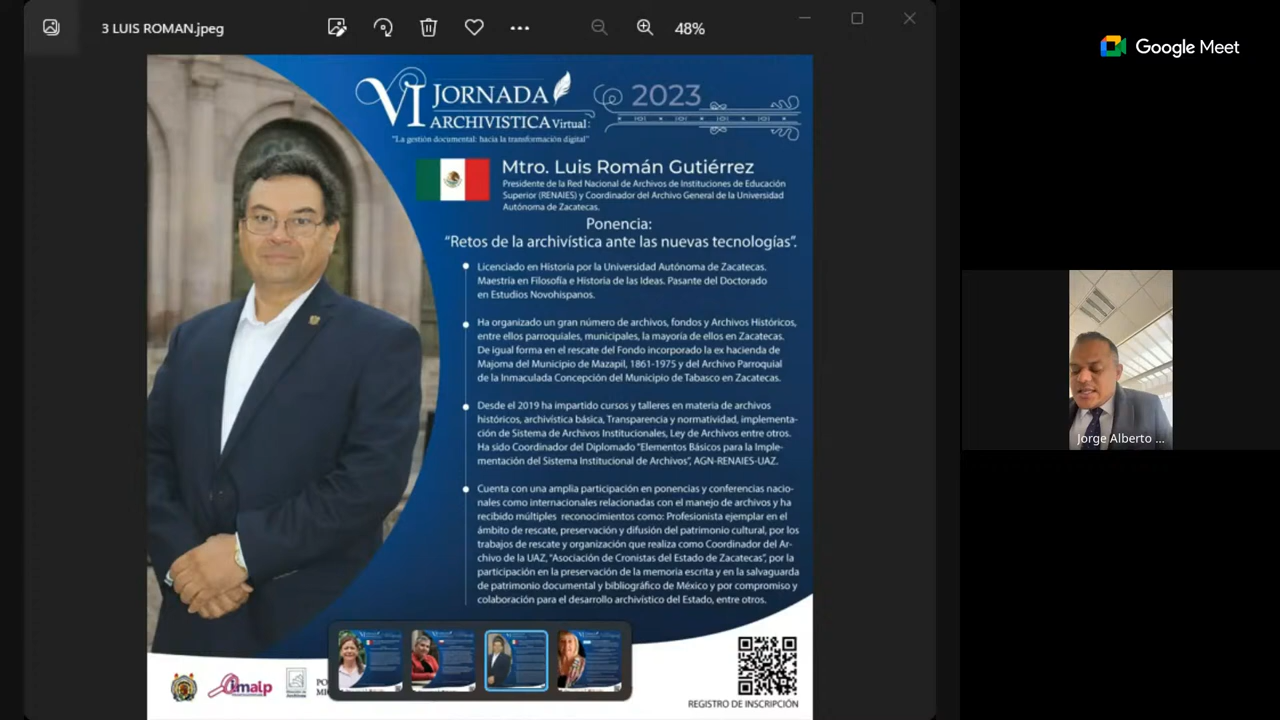 3 LUIS ROMAN.jpeg
48%
Google Meet
VI JORNADA
ARCHIVISTICA Virtual:
2023
"La gestión documental: hacia la transformación digital"
Mtro. Luis Román Gutiérrez
Presidente de la Red Nacional de Archivos de Instituciones de Educación
Superior (RENAIES) y Coordinador del Archivo General de la Universidad
Autónoma de Zacatecas.
Ponencia:
“Retos de la archivística ante las nuevas tecnologías”.
Licenciado en Historia por la Universidad Autónoma de Zacatecas.
Maestría en Filosofía e Historia de las Ideas. Pasante del Doctorado
en Estudios Novohispanos.
Ha organizado un gran número de archivos, fondos y Archivos Históricos,
entre ellos parroquiales, municipales, la mayoría de ellos en Zacatecas.
De igual forma en el rescate del Fondo incorporado la ex hacienda de
Majoma del Municipio de Mazapil, 1861-1975 y del Archivo Parroquial
de la Inmaculada Concepción del Municipio de Tabasco en Zacatecas.
Desde el 2019 ha impartido cursos y talleres en materia de archivos
históricos, archivística básica, Transparencia y normatividad, implementa-
ción de Sistema de Archivos Institucionales, Ley de Archivos entre otros.
Ha sido Coordinador del Diplomado “Elementos Básicos para la Imple-
mentación del Sistema Institucional de Archivos”, AGN-RENAIES-UAZ.
Cuenta con una amplia participación en ponencias y conferencias nacio-
nales como internacionales relacionadas con el manejo de archivos y ha
recibido múltiples reconocimientos como: Profesionista ejemplar en el
ámbito de rescate, preservación y difusión del patrimonio cultural, por los
trabajos de rescate y organización que realiza como Coordinador del Ar-
chivo de la UAZ, “Asociación de Cronistas del Estado de Zacatecas”, por la
participación en la preservación de la memoria escrita y en la salvaguarda
de patrimonio documental y bibliográfico de México y por compromiso y
colaboración para el desarrollo archivístico del Estado, entre otros.
imalp
REGISTRO DE INSCRIPCIÓN
Jorge Alberto ...